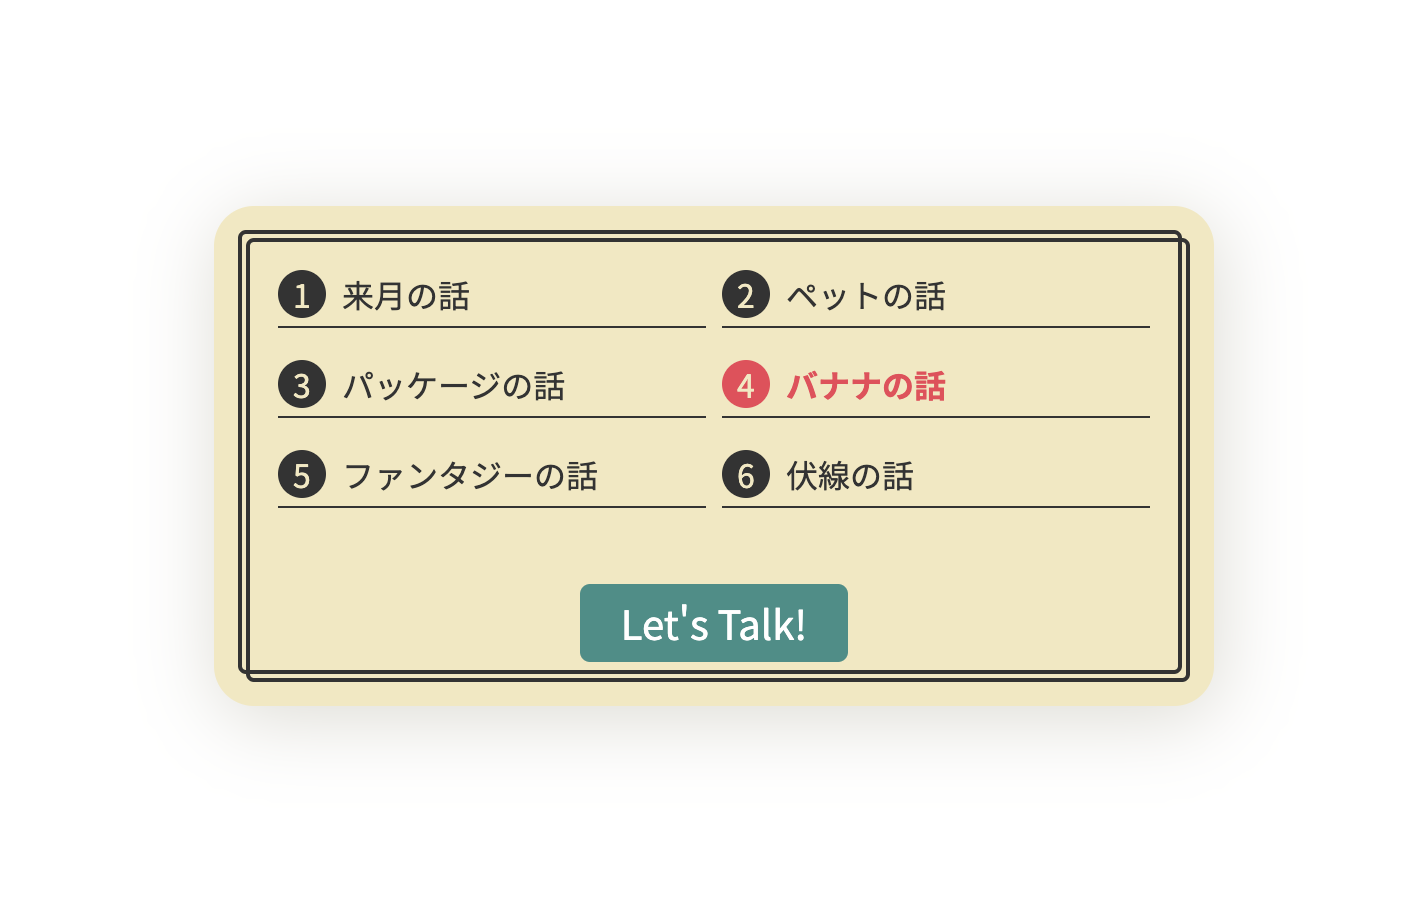 1 来月の話
2 ペットの話
3 パッケージの話
4 バナナの話
5 ファンタジーの話
6 伏線の話
Let's Talk!